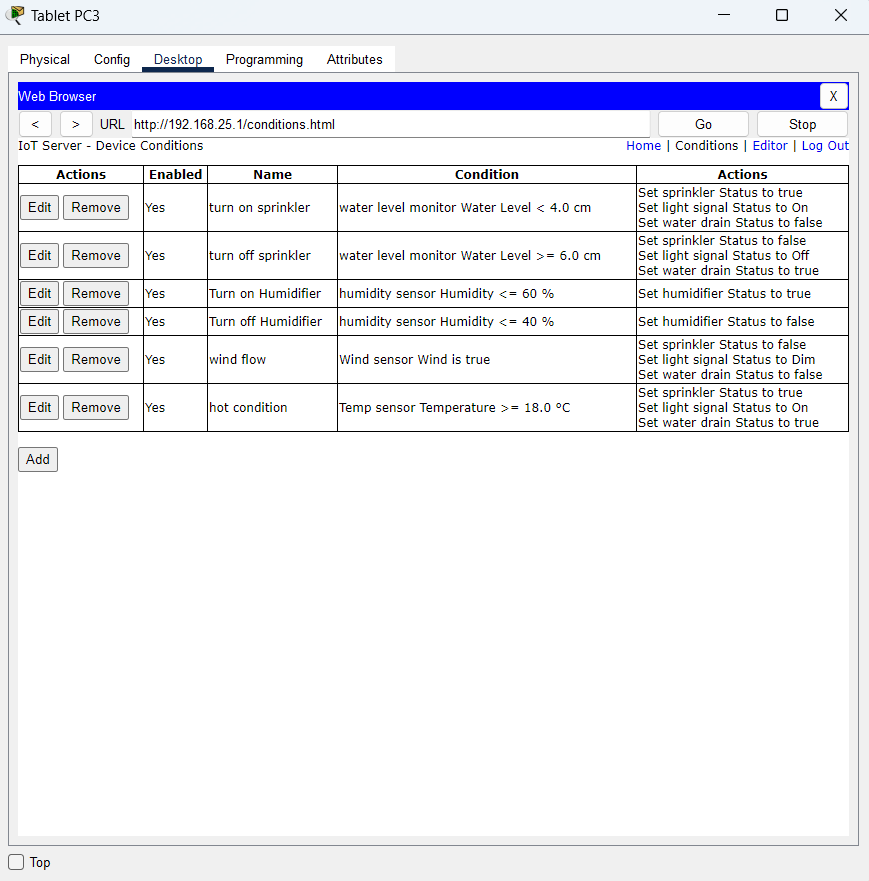 Tablet PC3
Physical Config Desktop Programming Attributes
Web Browser X
< > URL http://192.168.25.1/conditions.html Go Stop
IoT Server - Device Conditions Home | Conditions | Editor | Log Out
Actions Enabled Name Condition Actions
Edit Remove Yes turn on sprinkler water level monitor Water Level < 4.0 cm Set sprinkler Status to true
Set light signal Status to On
Set water drain Status to false
Edit Remove Yes turn off sprinkler water level monitor Water Level >= 6.0 cm Set sprinkler Status to false
Set light signal Status to Off
Set water drain Status to true
Edit Remove Yes Turn on Humidifier humidity sensor Humidity <= 60 % Set humidifier Status to true
Edit Remove Yes Turn off Humidifier humidity sensor Humidity <= 40 % Set humidifier Status to false
Edit Remove Yes wind flow Wind sensor Wind is true Set sprinkler Status to false
Set light signal Status to Dim
Set water drain Status to false
Edit Remove Yes hot condition Temp sensor Temperature >= 18.0 °C Set sprinkler Status to true
Set light signal Status to On
Set water drain Status to true
Add
Top